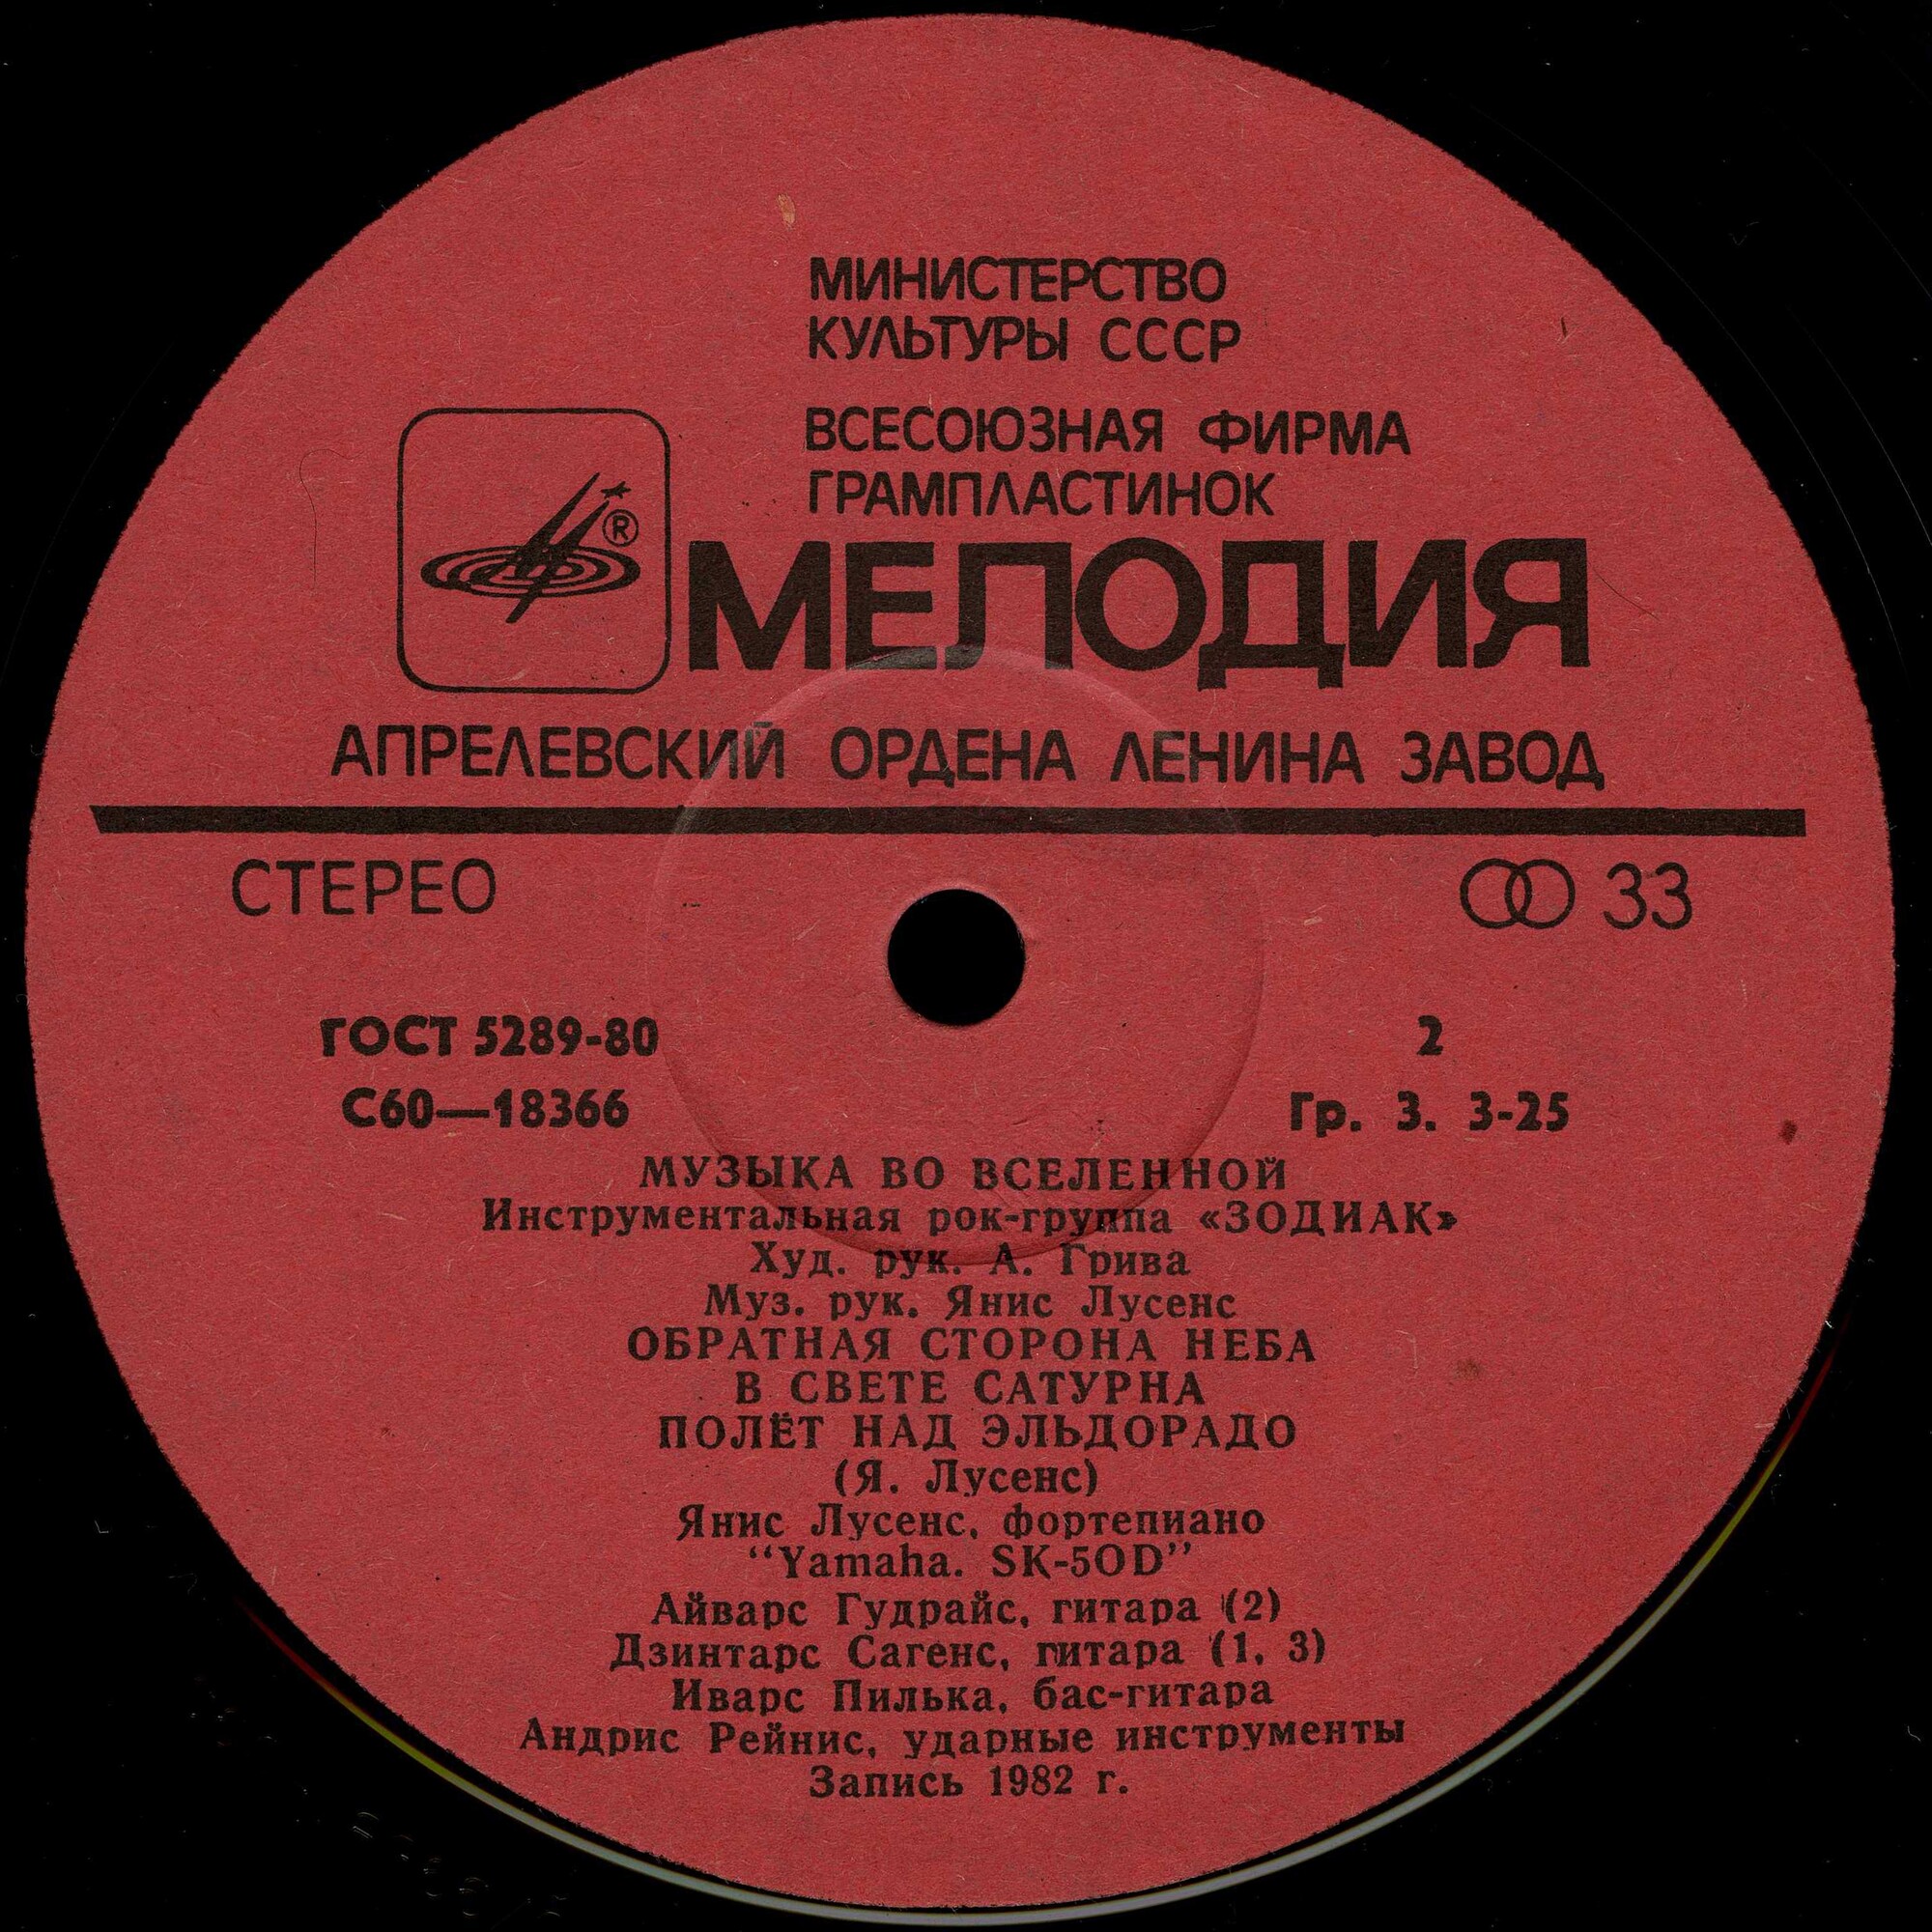 МИНИСТЕРСТВО
КУЛЬТУРЫ СССР
ВСЕСОЮЗНАЯ ФИРМА
ГРАМПЛАСТИНОК
®
МЕЛОДИЯ
АПРЕЛЕВСКИЙ ОРДЕНА ЛЕНИНА ЗАВОД
СТЕРЕО 33
ГОСТ 5289-80 2
С60—18366 Гр. 3. 3-25
МУЗЫКА ВО ВСЕЛЕННОЙ
Инструментальная рок-группа «ЗОДИАК»
Худ. рук. А. Грива
Муз. рук. Янис Лусенс
ОБРАТНАЯ СТОРОНА НЕБА
В СВЕТЕ САТУРНА
ПОЛЁТ НАД ЭЛЬДОРАДО
(Я. Лусенс)
Янис Лусенс, фортепиано
“Yamaha. SK-50D”
Айварс Гудрайс, гитара (2)
Дзинтарс Сагенс, гитара (1, 3)
Иварс Пилька, бас-гитара
Андрис Рейнис, ударные инструменты
Запись 1982 г.